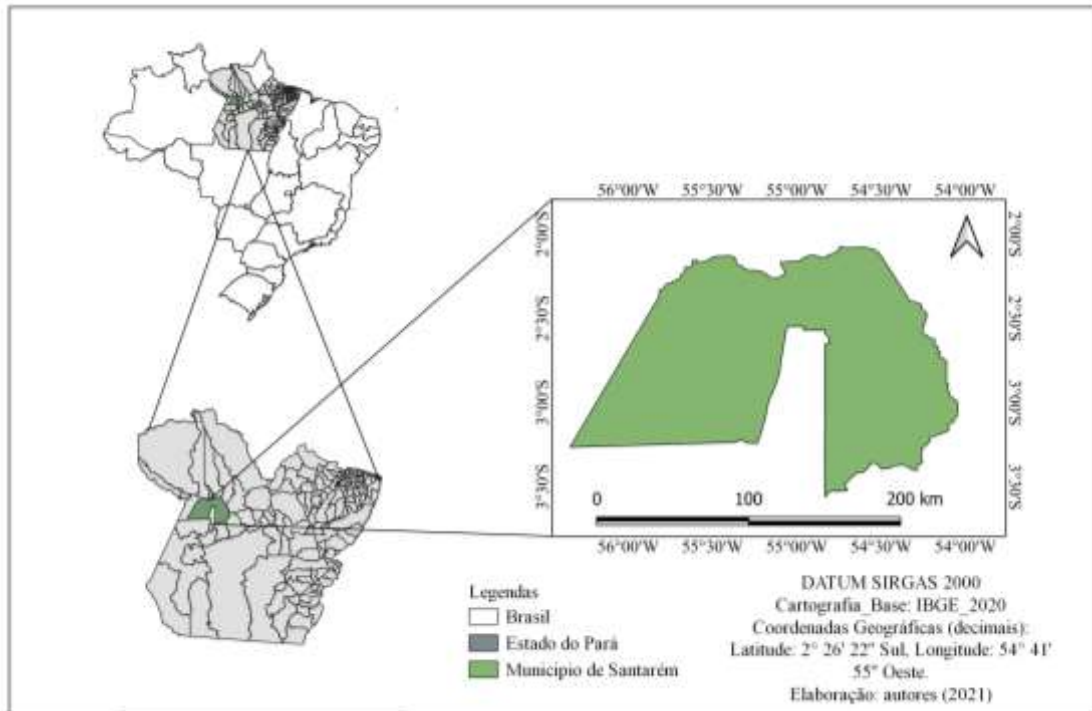 56°00'W 55°30'W 55°00'W 54°30'W 54°00'W
2°00'S
2°30'S
3°00'S
3°30'S
2°00'S
2°30'S
3°00'S
3°30'S
0 100 200 km
56°00'W 55°30'W 55°00'W 54°30'W 54°00'W
Legendas
Brasil
Estado do Pará
Município de Santarém
DATUM SIRGAS 2000
Cartografia_Base: IBGE_2020
Coordenadas Geográficas (decimais):
Latitude: 2° 26' 22" Sul, Longitude: 54° 41'
55" Oeste.
Elaboração: autores (2021)